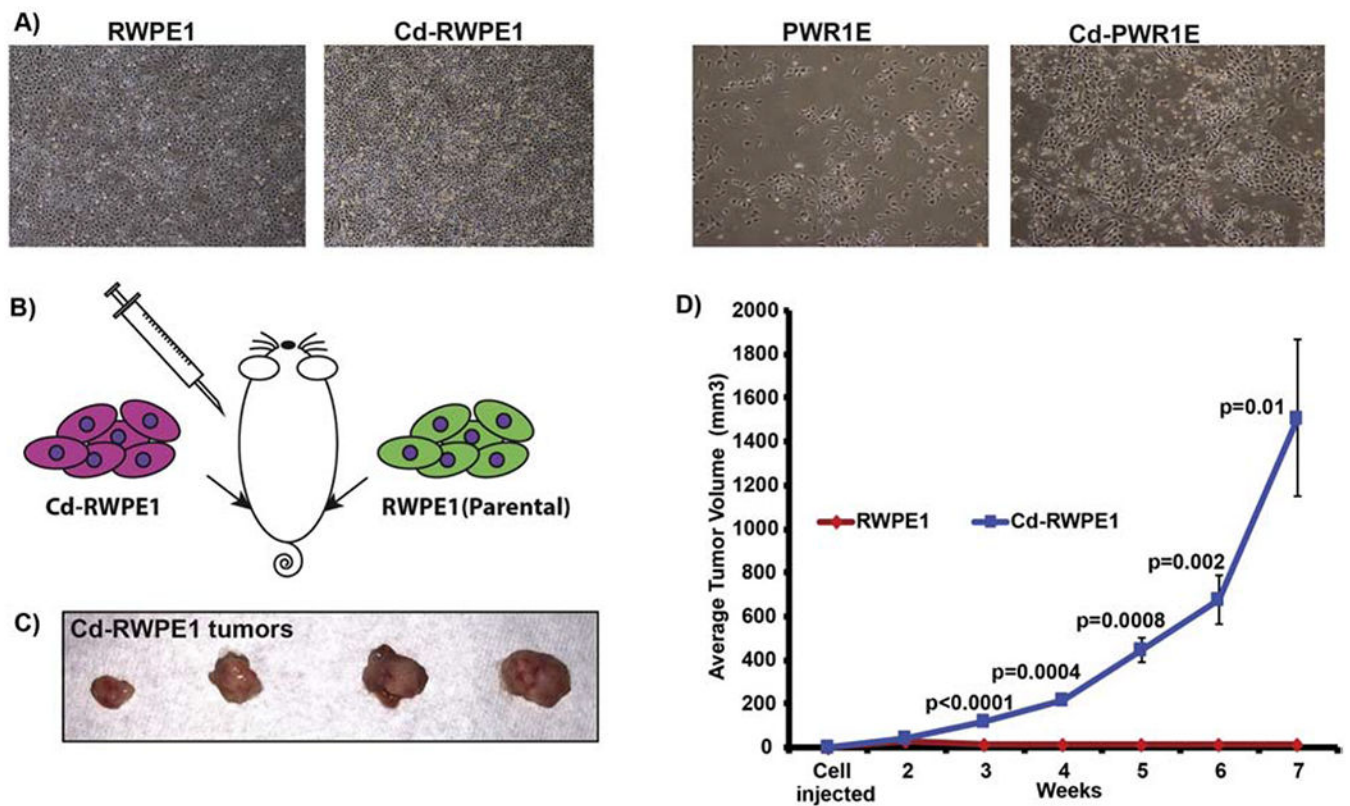 A)
RWPE1
Cd-RWPE1
PWR1E
Cd-PWR1E
B)
Cd-RWPE1
RWPE1(Parental)
C)
Cd-RWPE1 tumors
D)
Average Tumor Volume (mm3)
2000
1800
1600
1400
1200
1000
800
600
400
200
0
RWPE1
Cd-RWPE1
p<0.0001
p=0.0004
p=0.0008
p=0.002
p=0.01
Cell
injected
2
3
4
5
6
7
Weeks